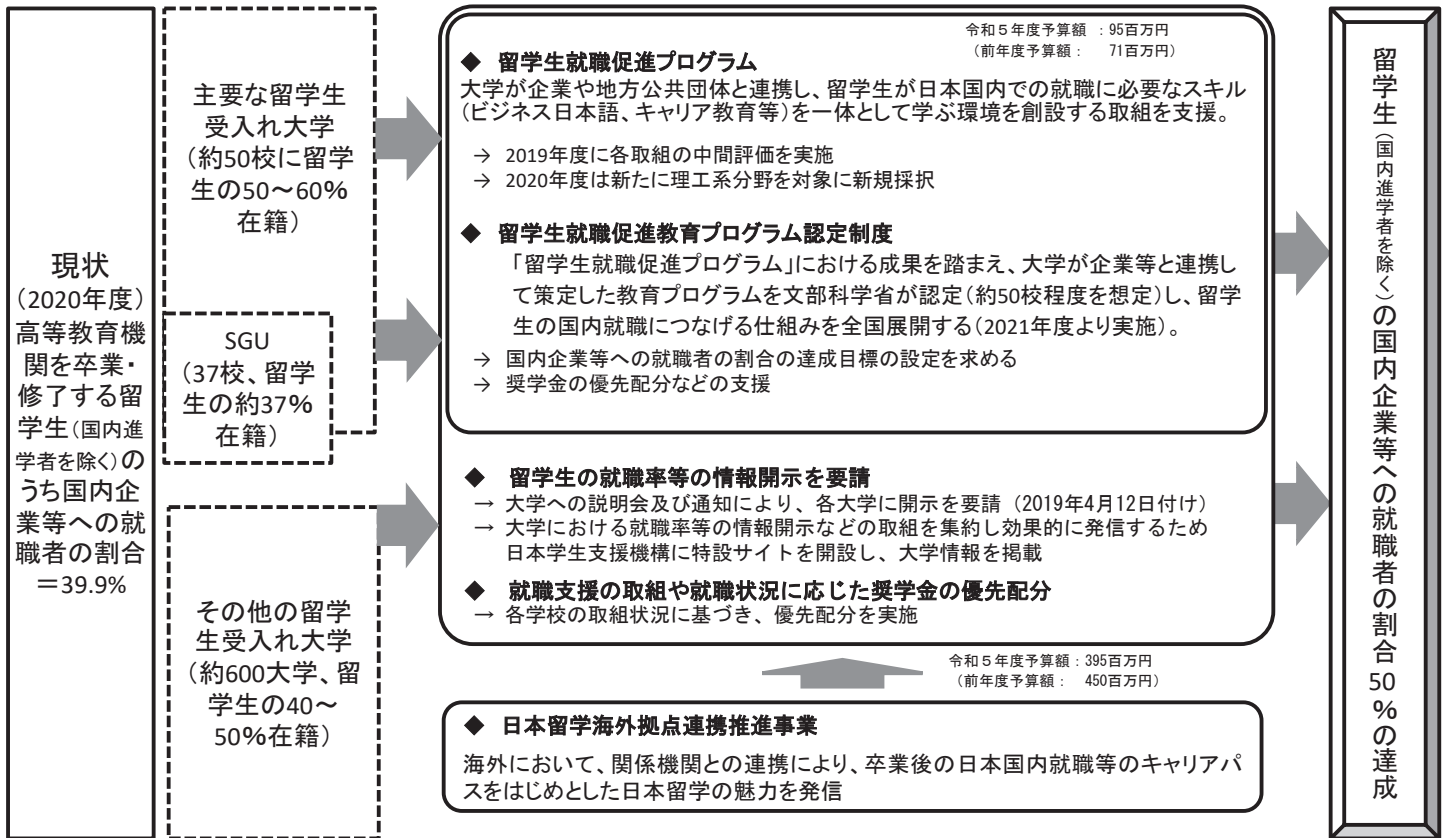 現状
(2020年度)
高等教育機
関を卒業・
修了する留
学生(国内進
学者を除く)の
うち国内企
業等への就
職者の割合
＝39.9%
主要な留学生
受入れ大学
(約50校に留学
生の50～60%
在籍)
SGU
(37校、留学
生の約37%
在籍)
その他の留学
生受入れ大学
(約600大学、留
学生の40～
50%在籍)
令和５年度予算額 ：95百万円
(前年度予算額： 71百万円)
◆ 留学生就職促進プログラム
大学が企業や地方公共団体と連携し、留学生が日本国内での就職に必要なスキル
(ビジネス日本語、キャリア教育等)を一体として学ぶ環境を創設する取組を支援。
→ 2019年度に各取組の中間評価を実施
→ 2020年度は新たに理工系分野を対象に新規採択
◆ 留学生就職促進教育プログラム認定制度
「留学生就職促進プログラム」における成果を踏まえ、大学が企業等と連携し
て策定した教育プログラムを文部科学省が認定(約50校程度を想定)し、留学
生の国内就職につなげる仕組みを全国展開する(2021年度より実施)。
→ 国内企業等への就職者の割合の達成目標の設定を求める
→ 奨学金の優先配分などの支援
◆ 留学生の就職率等の情報開示を要請
→ 大学への説明会及び通知により、各大学に開示を要請 (2019年4月12日付け)
→ 大学における就職率等の情報開示などの取組を集約し効果的に発信するため
日本学生支援機構に特設サイトを開設し、大学情報を掲載
◆ 就職支援の取組や就職状況に応じた奨学金の優先配分
→ 各学校の取組状況に基づき、優先配分を実施
令和５年度予算額：395百万円
(前年度予算額： 450百万円)
◆ 日本留学海外拠点連携推進事業
海外において、関係機関との連携により、卒業後の日本国内就職等のキャリアパ
スをはじめとした日本留学の魅力を発信
留学生(国内進学者を除く)の国内企業等への就職者の割合50%の達成